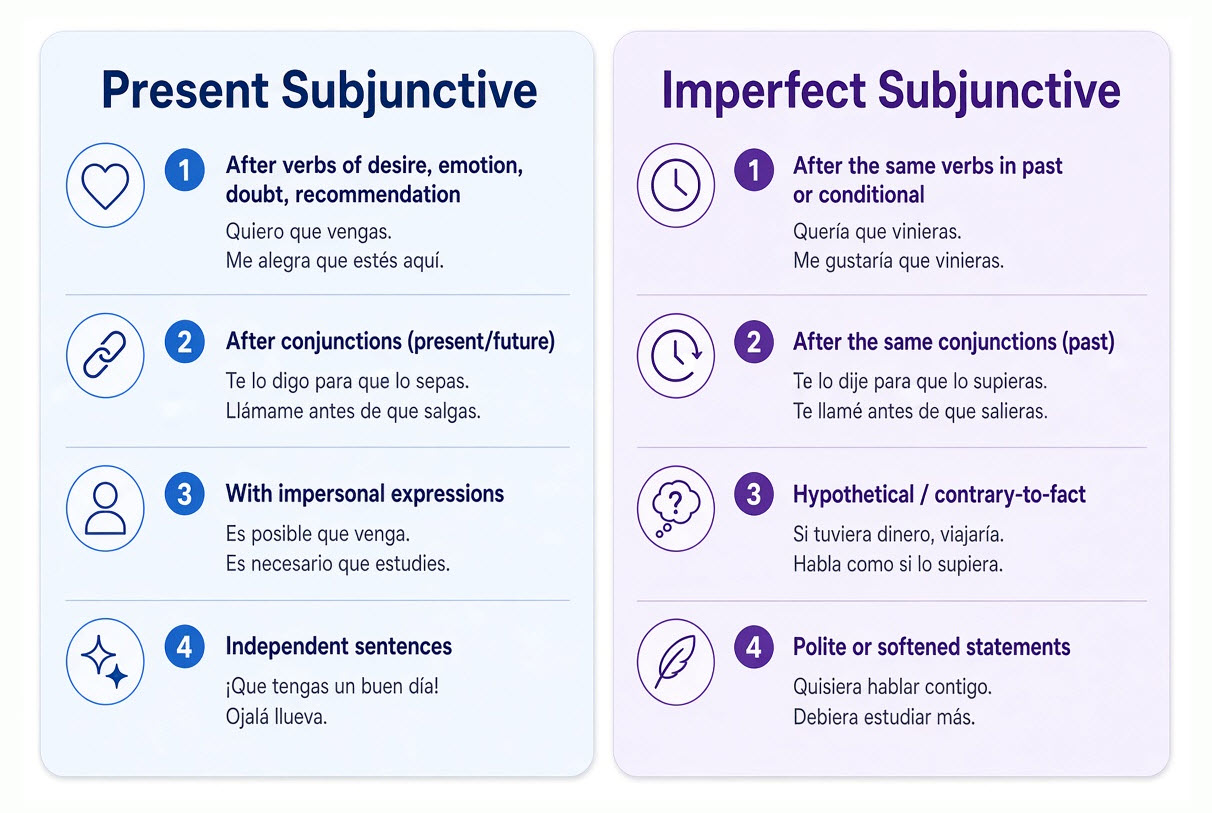 Present Subjunctive
1
After verbs of desire, emotion,
doubt, recommendation
Quiero que vengas.
Me alegra que estés aquí.
2
After conjunctions (present/future)
Te lo digo para que lo sepas.
Llámame antes de que salgas.
3
With impersonal expressions
Es posible que venga.
Es necesario que estudies.
4
Independent sentences
¡Que tengas un buen día!
Ojalá llueva.
Imperfect Subjunctive
1
After the same verbs in past
or conditional
Quería que vinieras.
Me gustaría que vinieras.
2
After the same conjunctions (past)
Te lo dije para que lo supieras.
Te llamé antes de que salieras.
?
3
Hypothetical / contrary-to-fact
Si tuviera dinero, viajaría.
Habla como si lo supiera.
4
Polite or softened statements
Quisiera hablar contigo.
Debiera estudiar más.